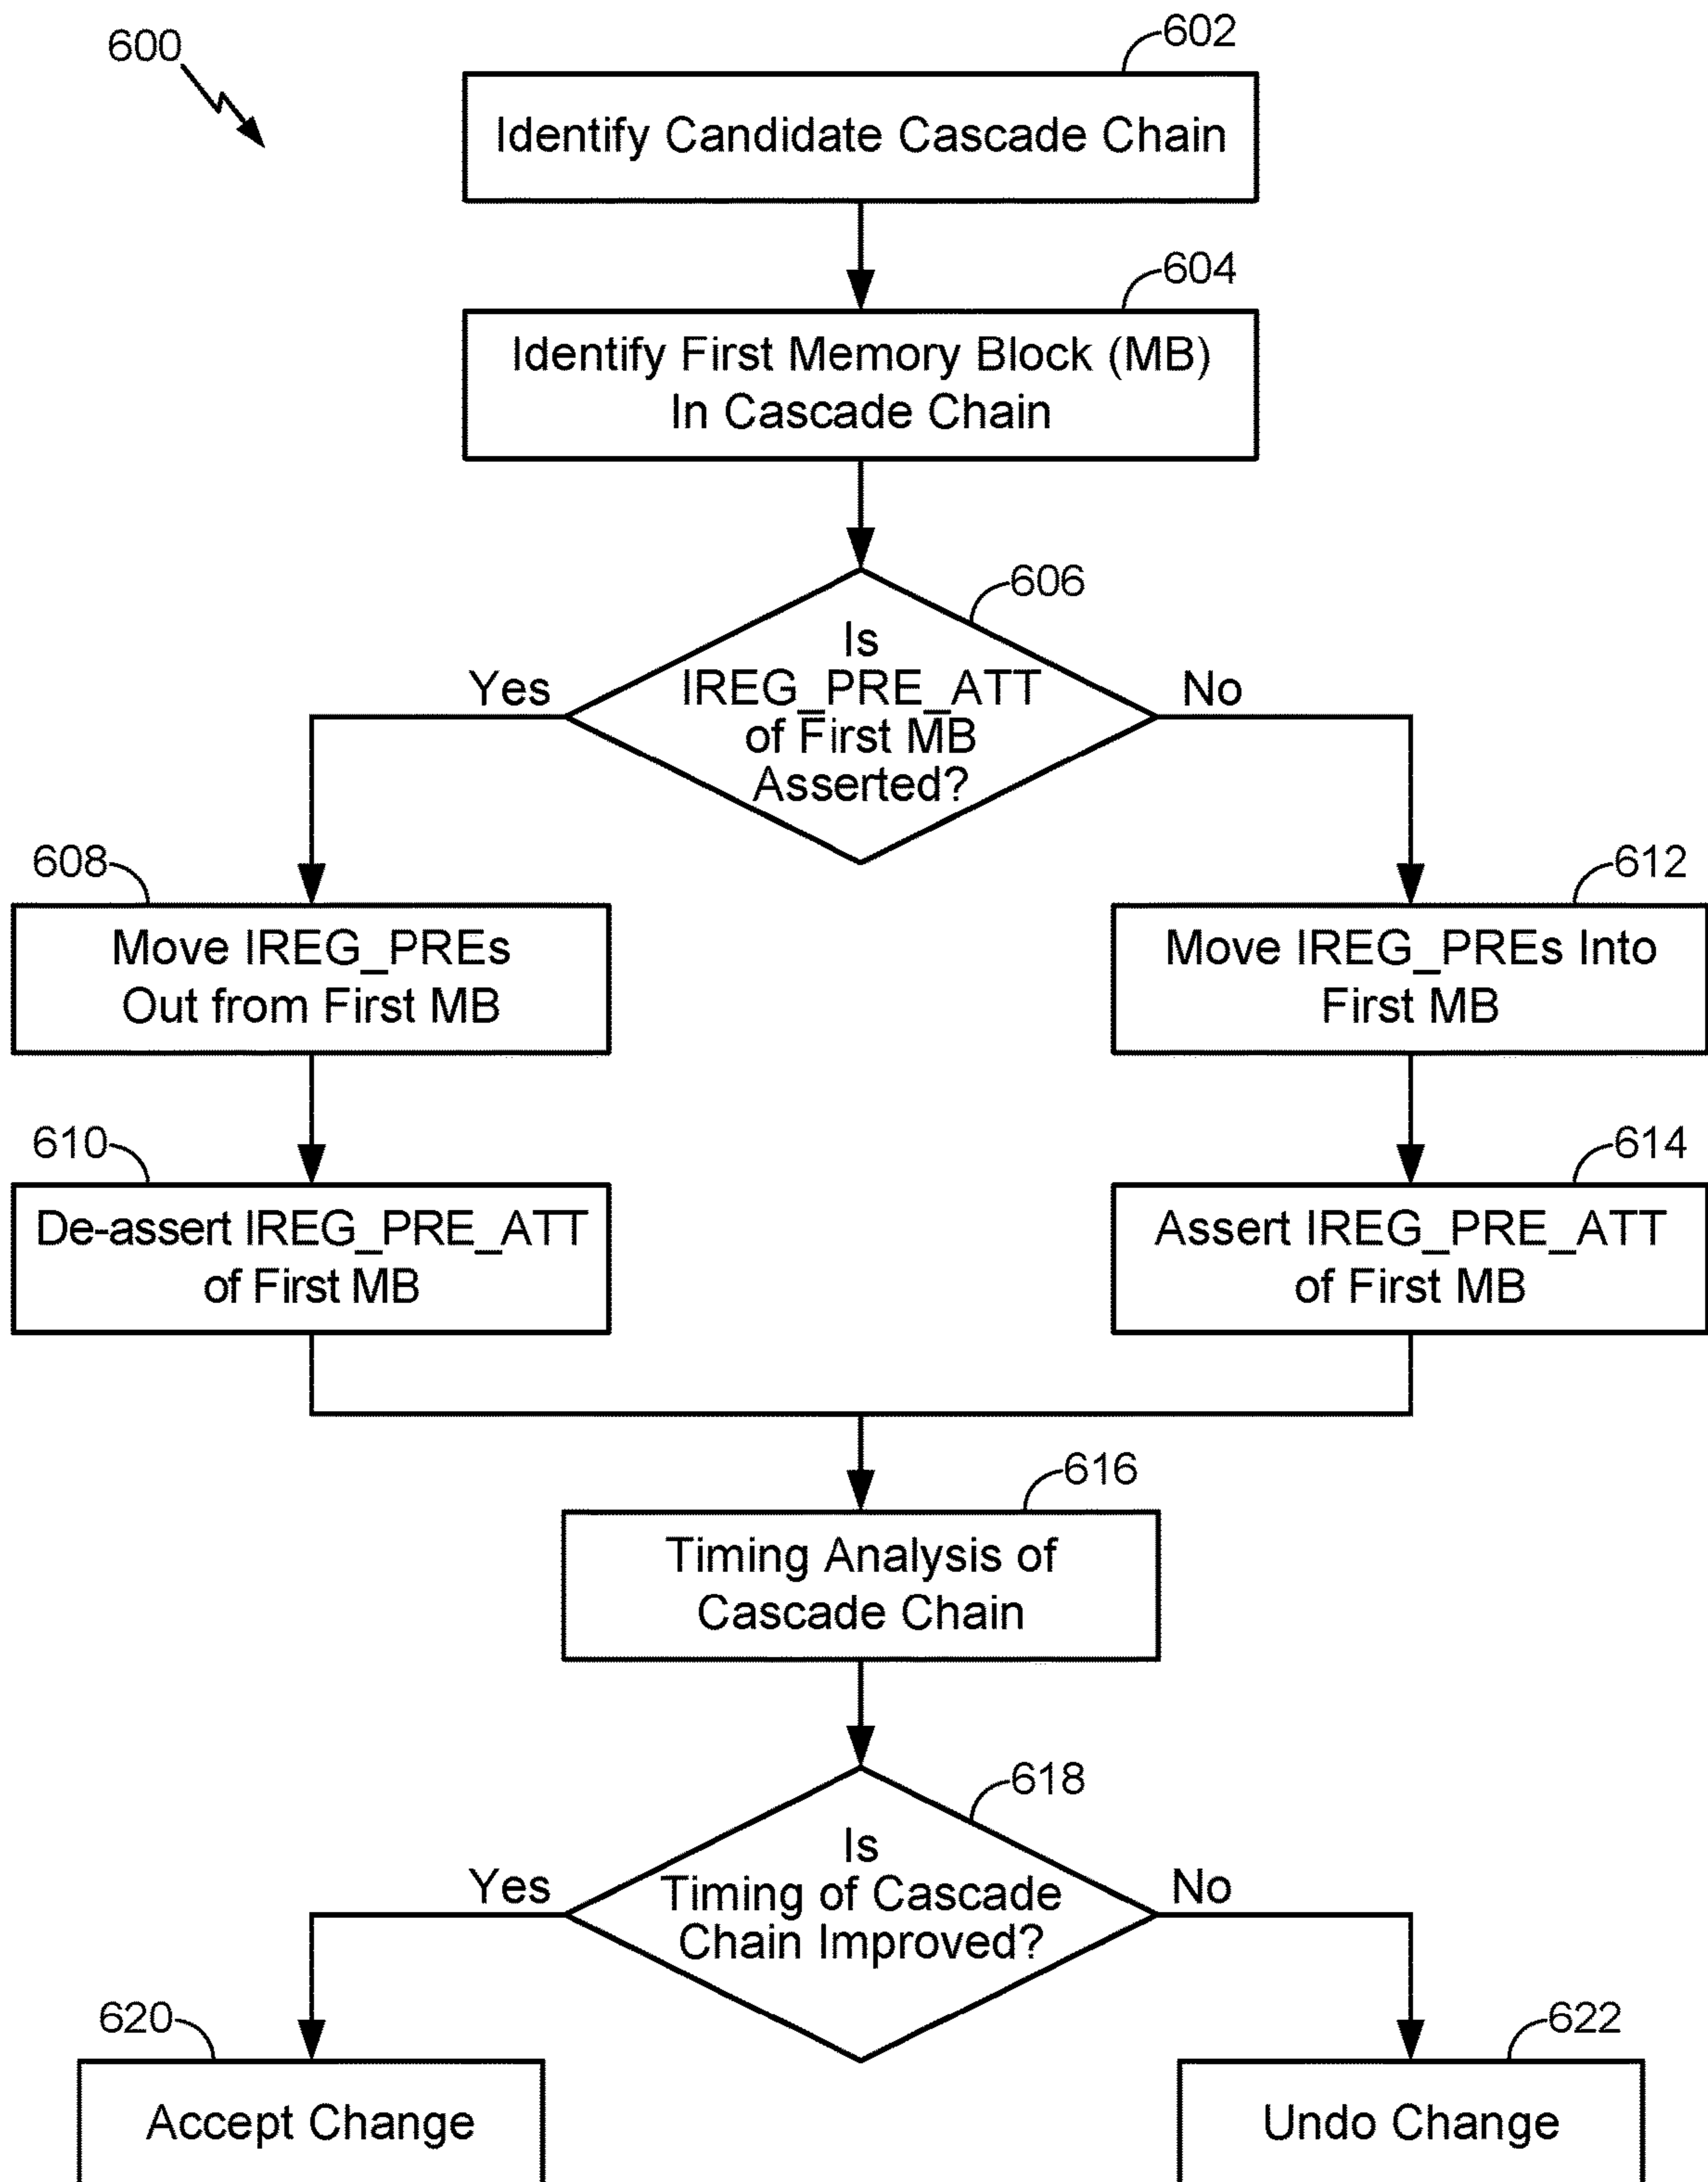 600
602
Identify Candidate Cascade Chain
604
Identify First Memory Block (MB)
In Cascade Chain
606
Is
IREG_PRE_ATT
of First MB
Asserted?
Yes
No
608
Move IREG_PREs
Out from First MB
612
Move IREG_PREs Into
First MB
610
De-assert IREG_PRE_ATT
of First MB
614
Assert IREG_PRE_ATT
of First MB
616
Timing Analysis of
Cascade Chain
618
Is
Timing of Cascade
Chain Improved?
Yes
No
620
Accept Change
622
Undo Change